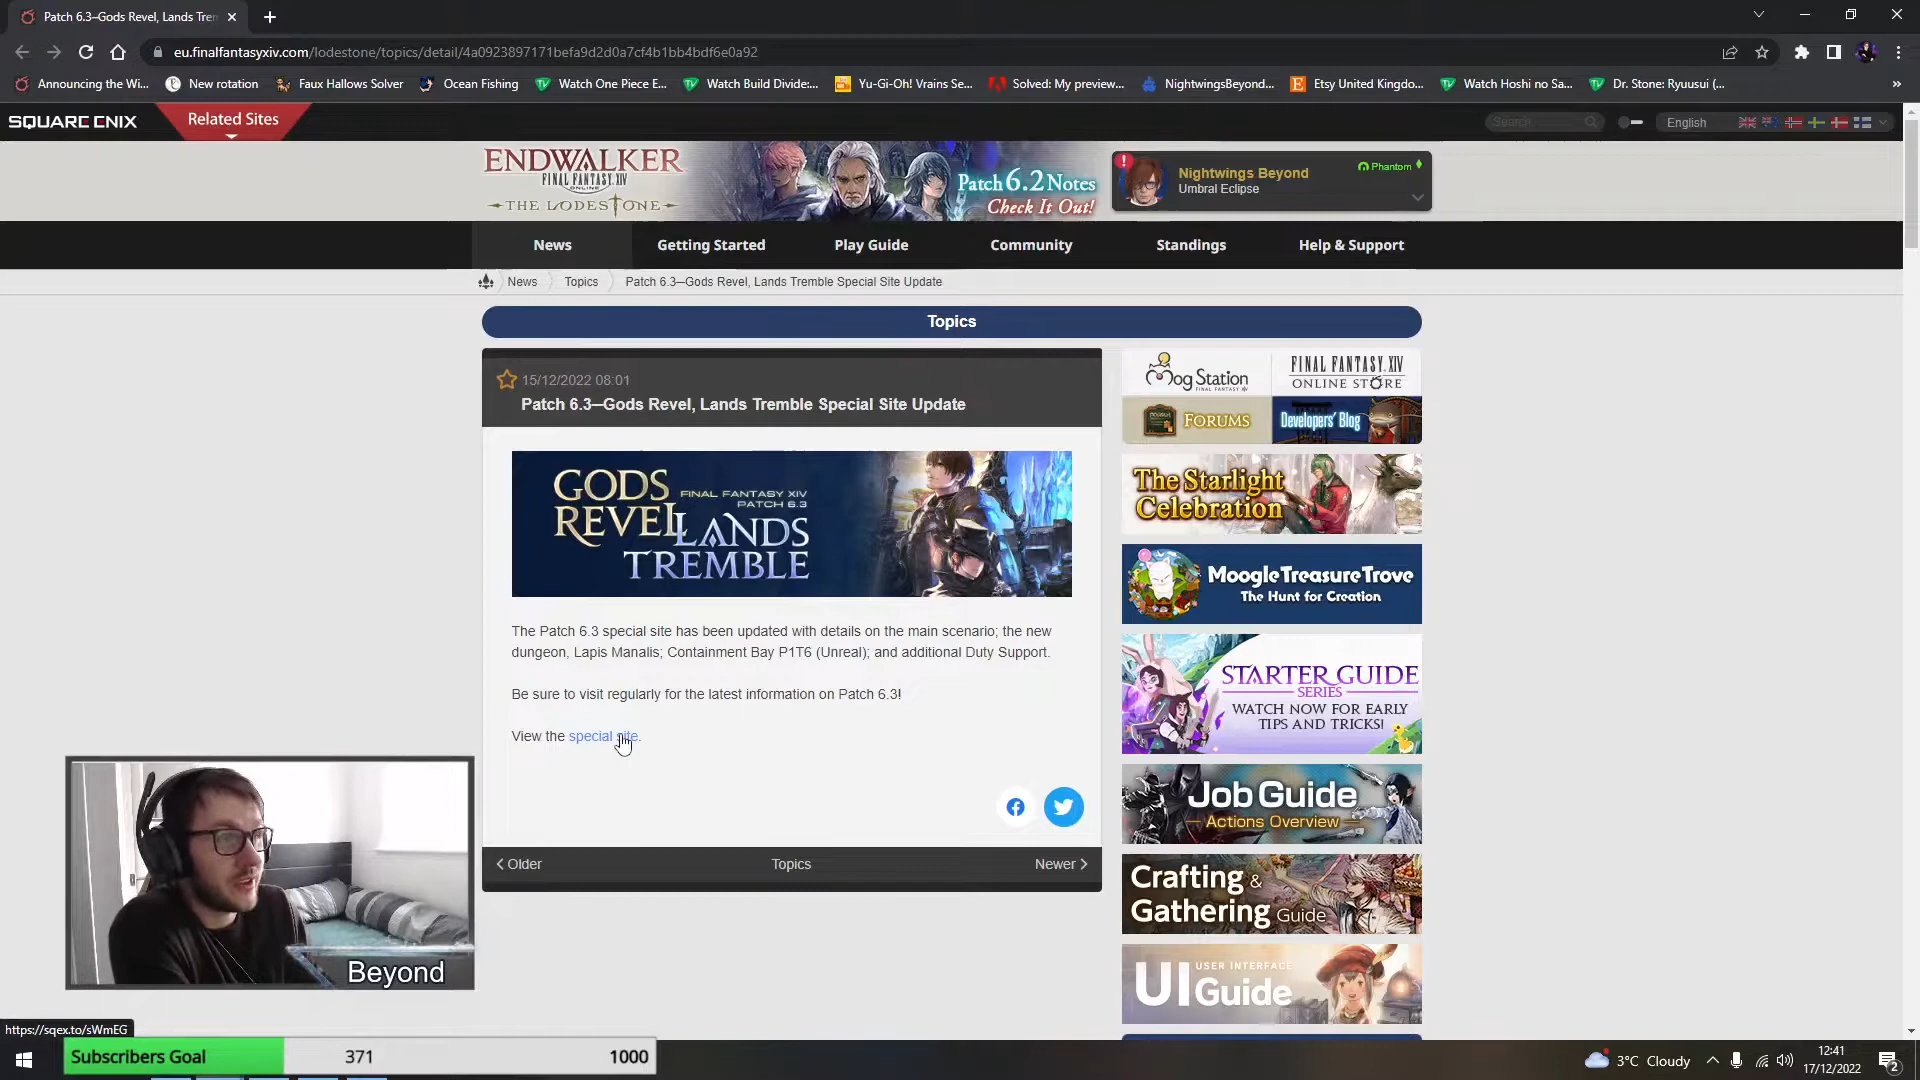 Patch 6.3—Gods Revel, Lands Trem
eu.finalfantasyxiv.com/lodestone/topics/detail/4a0923897171befa9d2d0a7cf4b1bb4bdf6e0a92
Announcing the Wi...
New rotation
Faux Hallows Solver
Ocean Fishing
Watch One Piece E...
Watch Build Divide:...
Yu-Gi-Oh! Vrains Se...
Solved: My preview...
NightwingsBeyond...
Etsy United Kingdo...
Watch Hoshi no Sa...
Dr. Stone: Ryuusui (...
SQUARE ENIX
Related Sites
Search
English
ENDWALKER
FINAL FANTASY XIV
ONLINE
THE LODESTONE
Patch 6.2 Notes
Check It Out!
Nightwings Beyond
Umbral Eclipse
Phantom
News
Getting Started
Play Guide
Community
Standings
Help & Support
News
Topics
Patch 6.3—Gods Revel, Lands Tremble Special Site Update
Topics
15/12/2022 08:01
Patch 6.3—Gods Revel, Lands Tremble Special Site Update
GODS
REVEL
FINAL FANTASY XIV
PATCH 6.3
LANDS
TREMBLE
The Patch 6.3 special site has been updated with details on the main scenario; the new
dungeon, Lapis Manalis; Containment Bay P1T6 (Unreal); and additional Duty Support.
Be sure to visit regularly for the latest information on Patch 6.3!
View the special site.
Older
Topics
Newer
Mog Station
FINAL FANTASY XIV
FINAL FANTASY XIV
ONLINE STORE
FORUMS
Developers' Blog
The Starlight
Celebration
Moogle Treasure Trove
The Hunt for Creation
STARTER GUIDE
SERIES
WATCH NOW FOR EARLY
TIPS AND TRICKS!
Job Guide
Actions Overview
Crafting &
Gathering Guide
USER INTERFACE
UI Guide
Beyond
https://sqex.to/sWmEG
Subscribers Goal
371
1000
3°C Cloudy
12:41
17/12/2022
2